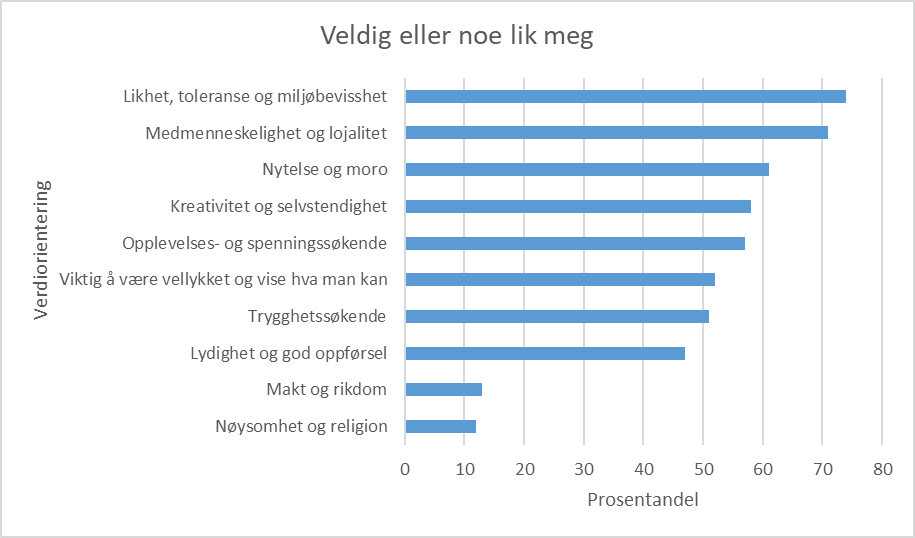 Veldig eller noe lik meg
Verdiorientering
Likhet, toleranse og miljøbevisshet
Medmenneskelighet og lojalitet
Nytelse og moro
Kreativitet og selvstendighet
Opplevelses- og spenningssøkende
Viktig å være vellykket og vise hva man kan
Trygghetssøkende
Lydighet og god oppførsel
Makt og rikdom
Nøysomhet og religion
0 10 20 30 40 50 60 70 80
Prosentandel